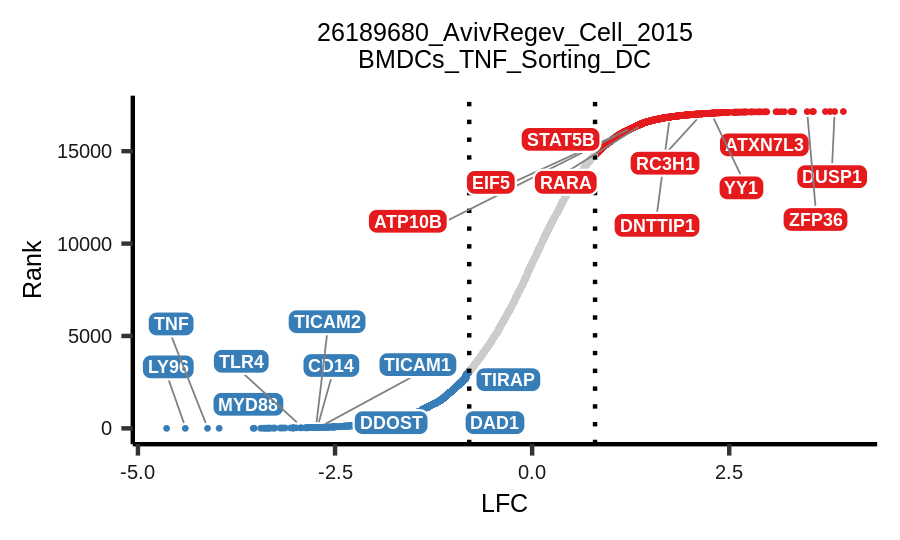 26189680_AvivRegev_Cell_2015
BMDCs_TNF_Sorting_DC
Rank
15000
10000
5000
0
STAT5B
ATXN7L3
RC3H1
EIF5
RARA
YY1
DUSP1
ATP10B
DNTTIP1
ZFP36
TNF
TICAM2
LY96
TLR4
CD14
TICAM1
TIRAP
MYD88
DDOST
DAD1
-5.0
-2.5
0.0
2.5
LFC